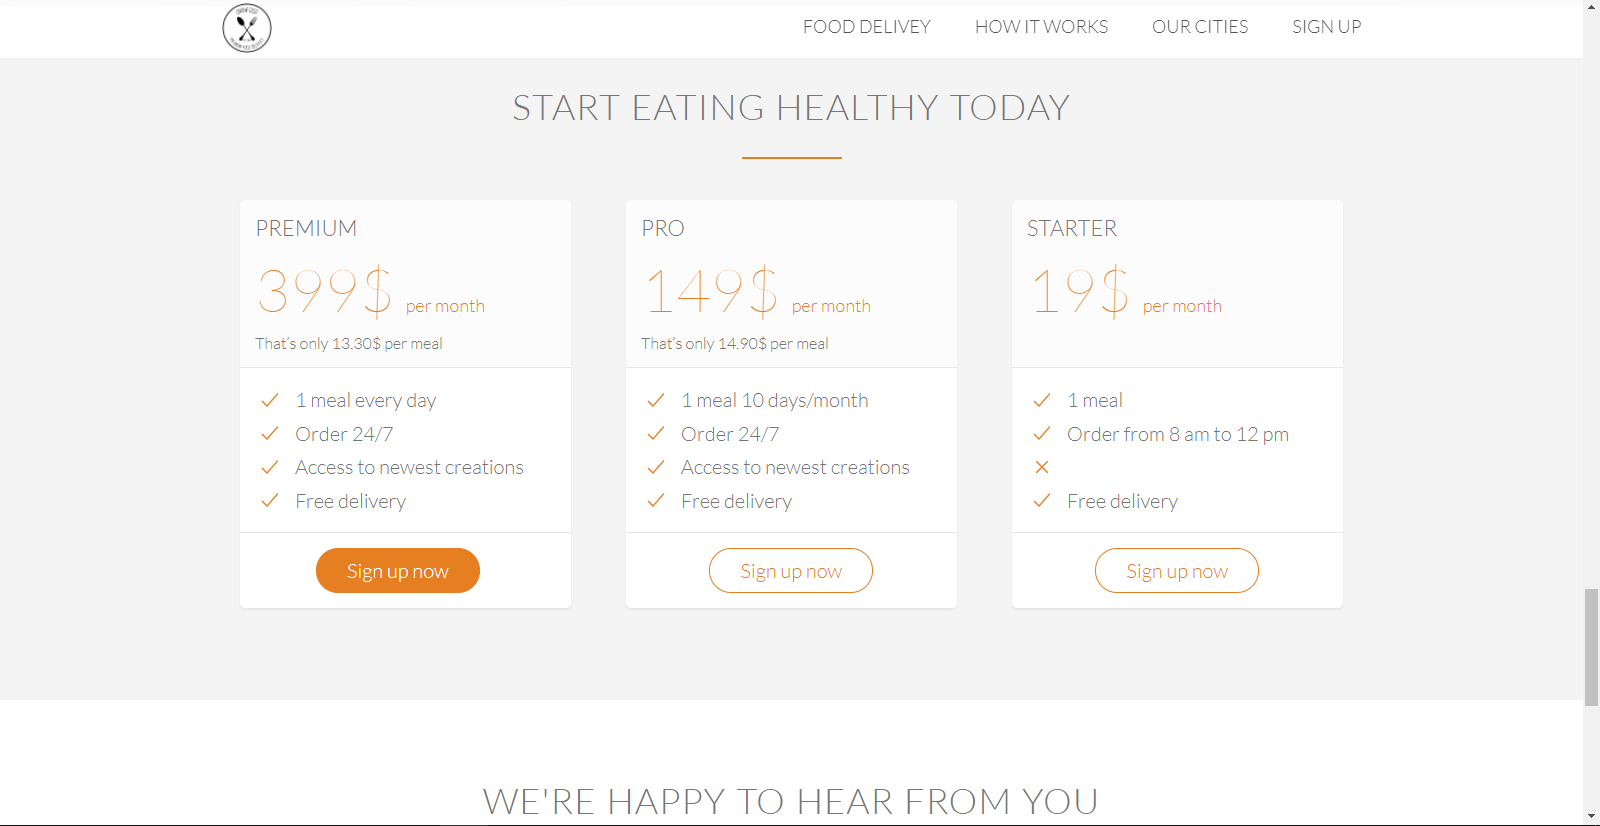 FOOD DELIVEY HOW IT WORKS OUR CITIES SIGN UP
START EATING HEALTHY TODAY
PREMIUM
399$ per month
That's only 13.30$ per meal
1 meal every day
Order 24/7
Access to newest creations
Free delivery
Sign up now
PRO
149$ per month
That's only 14.90$ per meal
1 meal 10 days/month
Order 24/7
Access to newest creations
Free delivery
Sign up now
STARTER
19$ per month
1 meal
Order from 8 am to 12 pm
Free delivery
Sign up now
WE'RE HAPPY TO HEAR FROM YOU